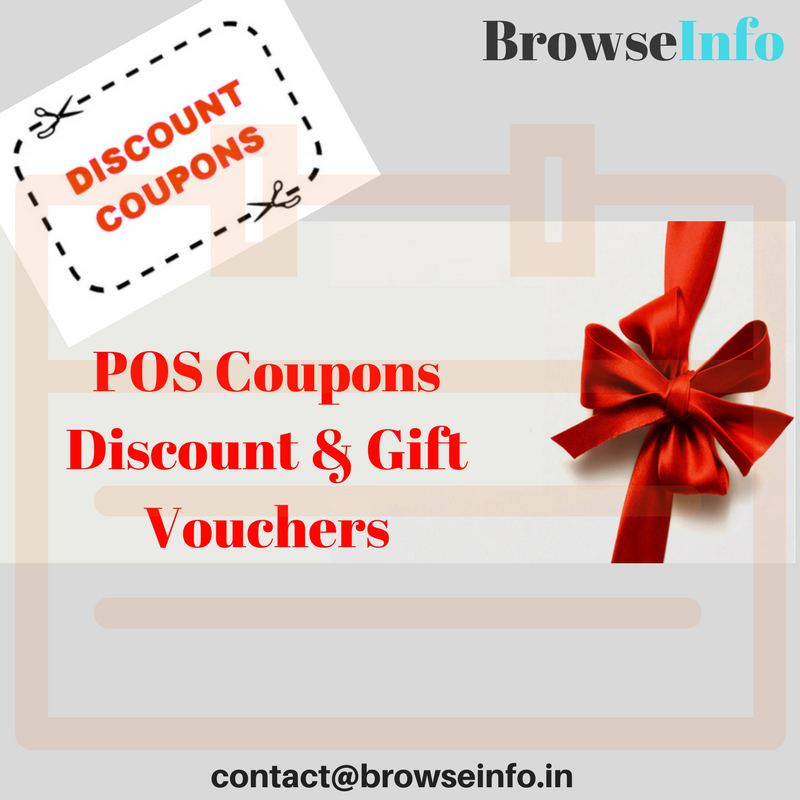 BrowseInfo
DISCOUNT
COUPONS
POS Coupons
Discount & Gift
Vouchers
contact@browseinfo.in